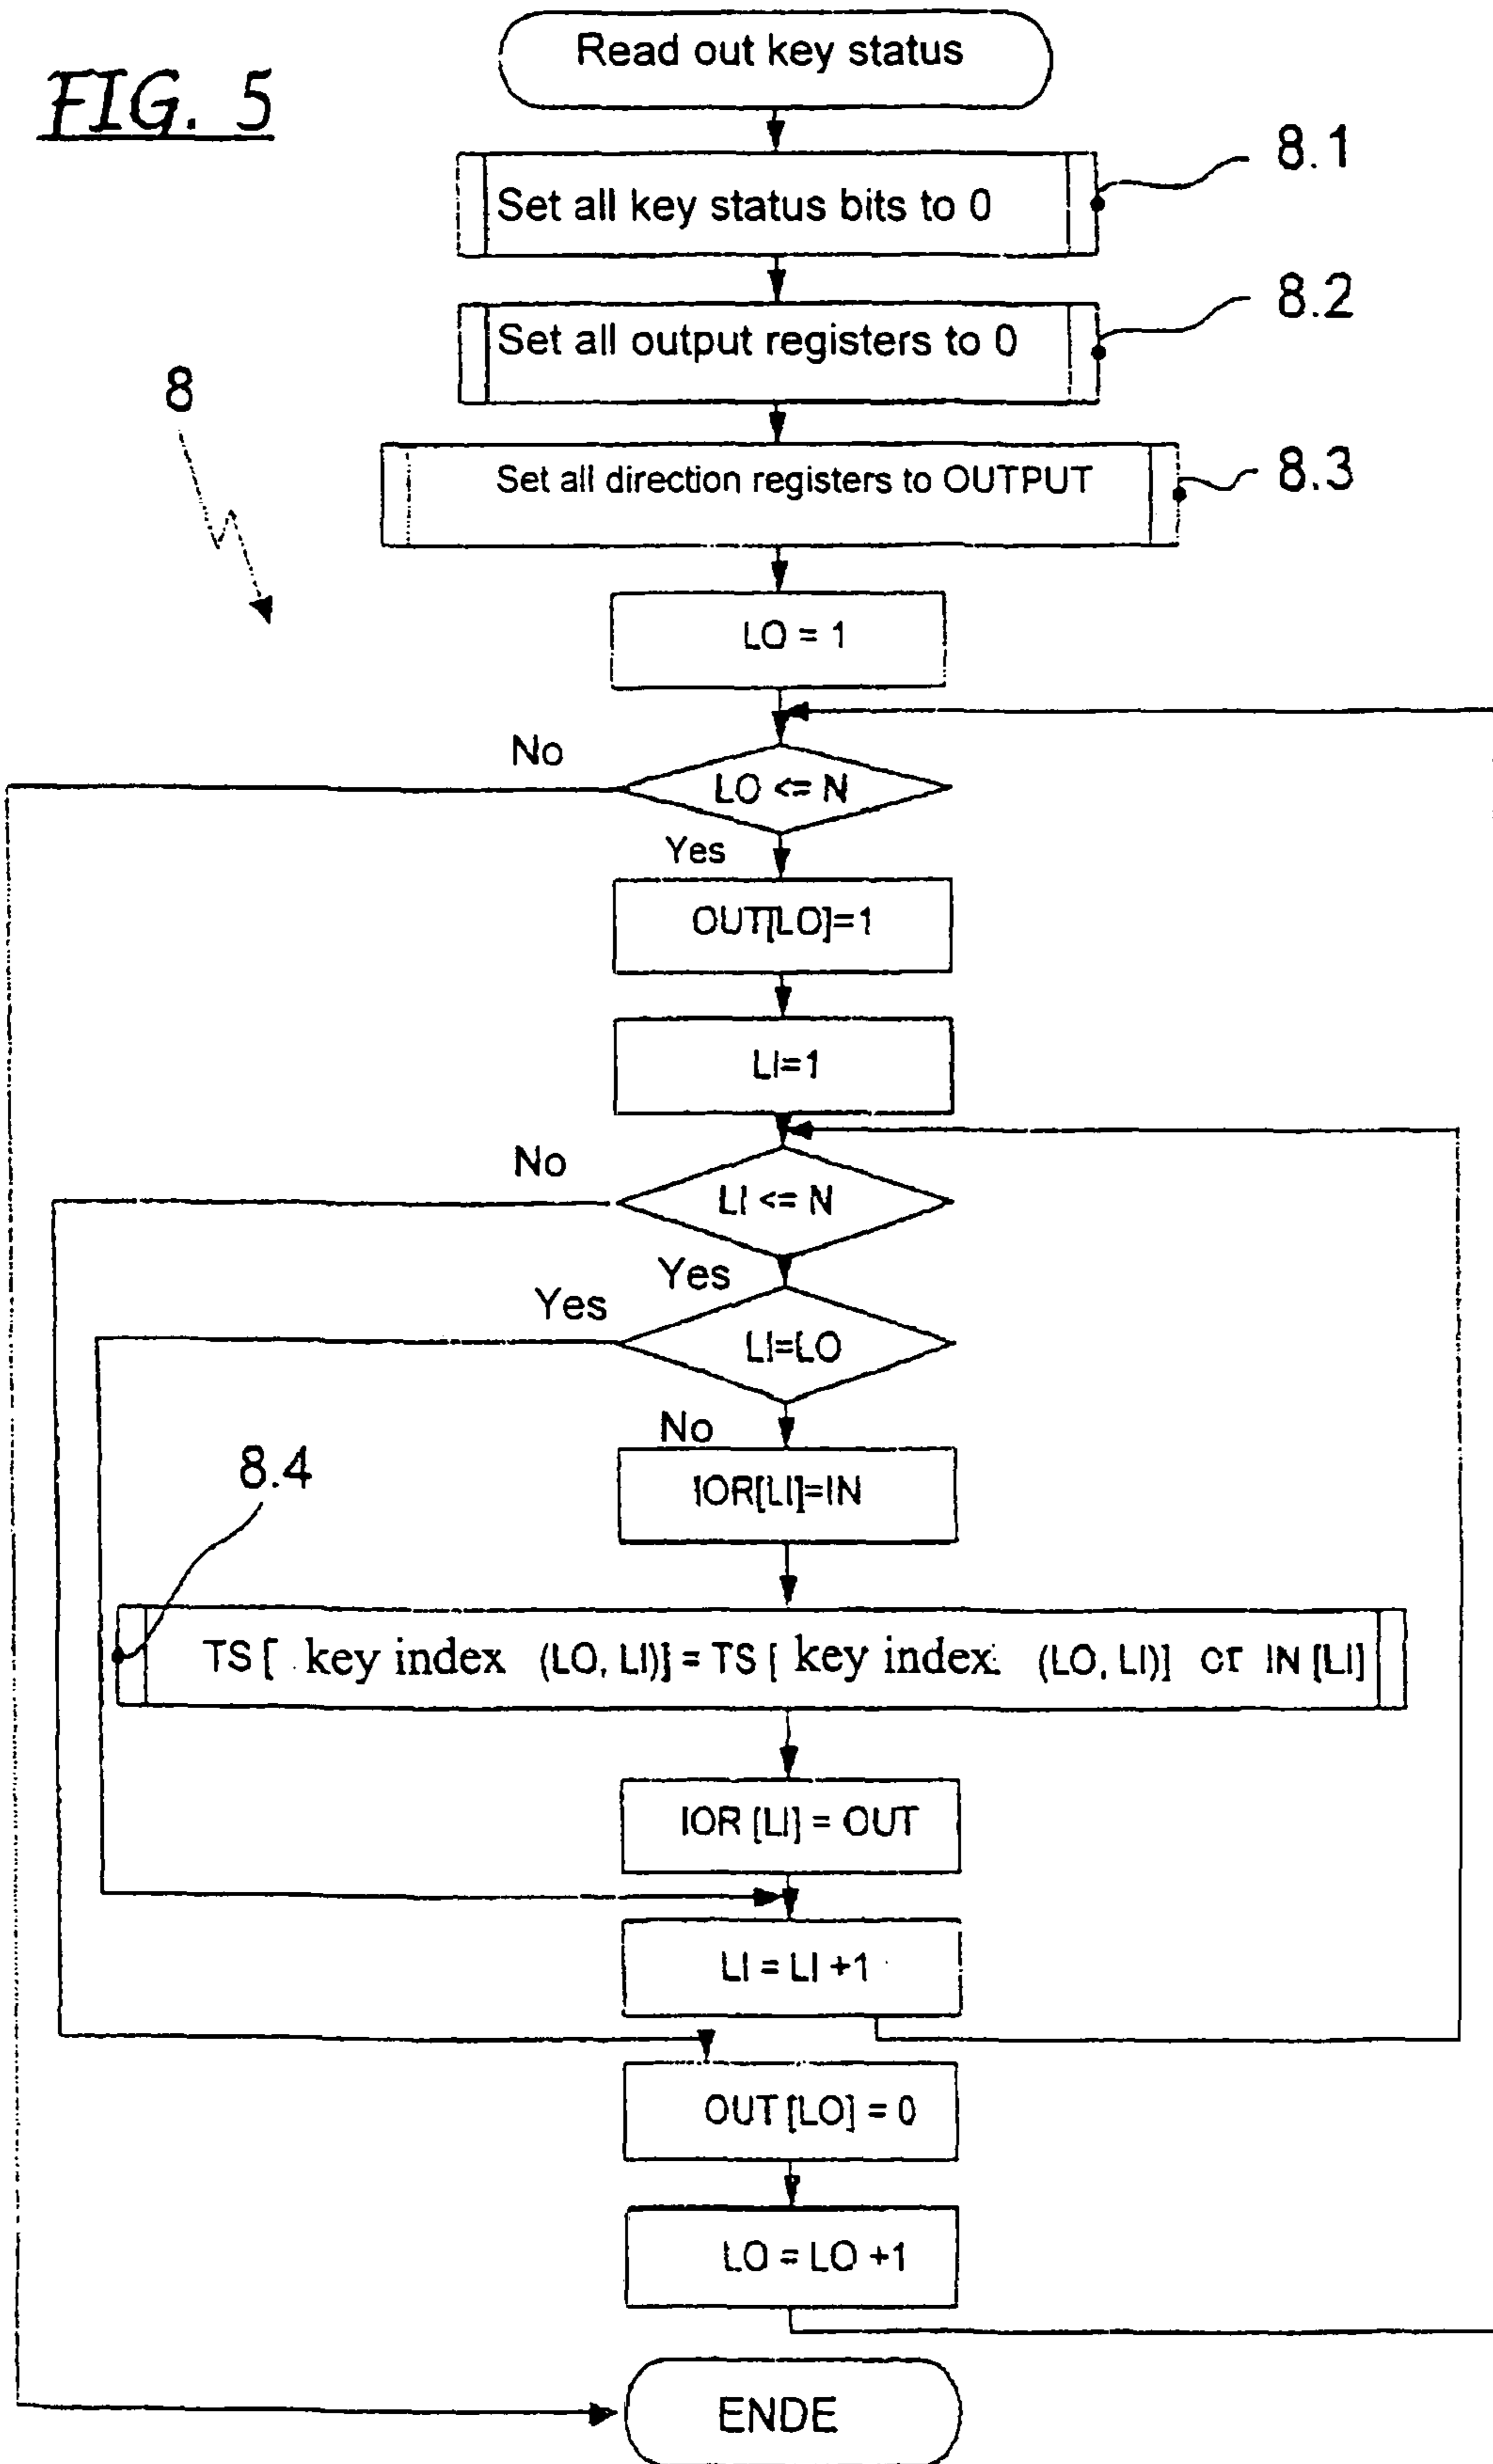 FIG. 5
Read out key status
8.1
Set all key status bits to 0
8.2
Set all output registers to 0
8
8.3
Set all direction registers to OUTPUT
LO = 1
No
LO <= N
Yes
OUT[LO]=1
LI=1
No
LI <= N
Yes
Yes
LI=LO
No
8.4
IOR[LI]=IN
TS [ key index (LO, LI)] = TS [ key index (LO, LI)] or IN [LI]
IOR [LI] = OUT
LI = LI +1
OUT [LO] = 0
LO = LO +1
ENDE